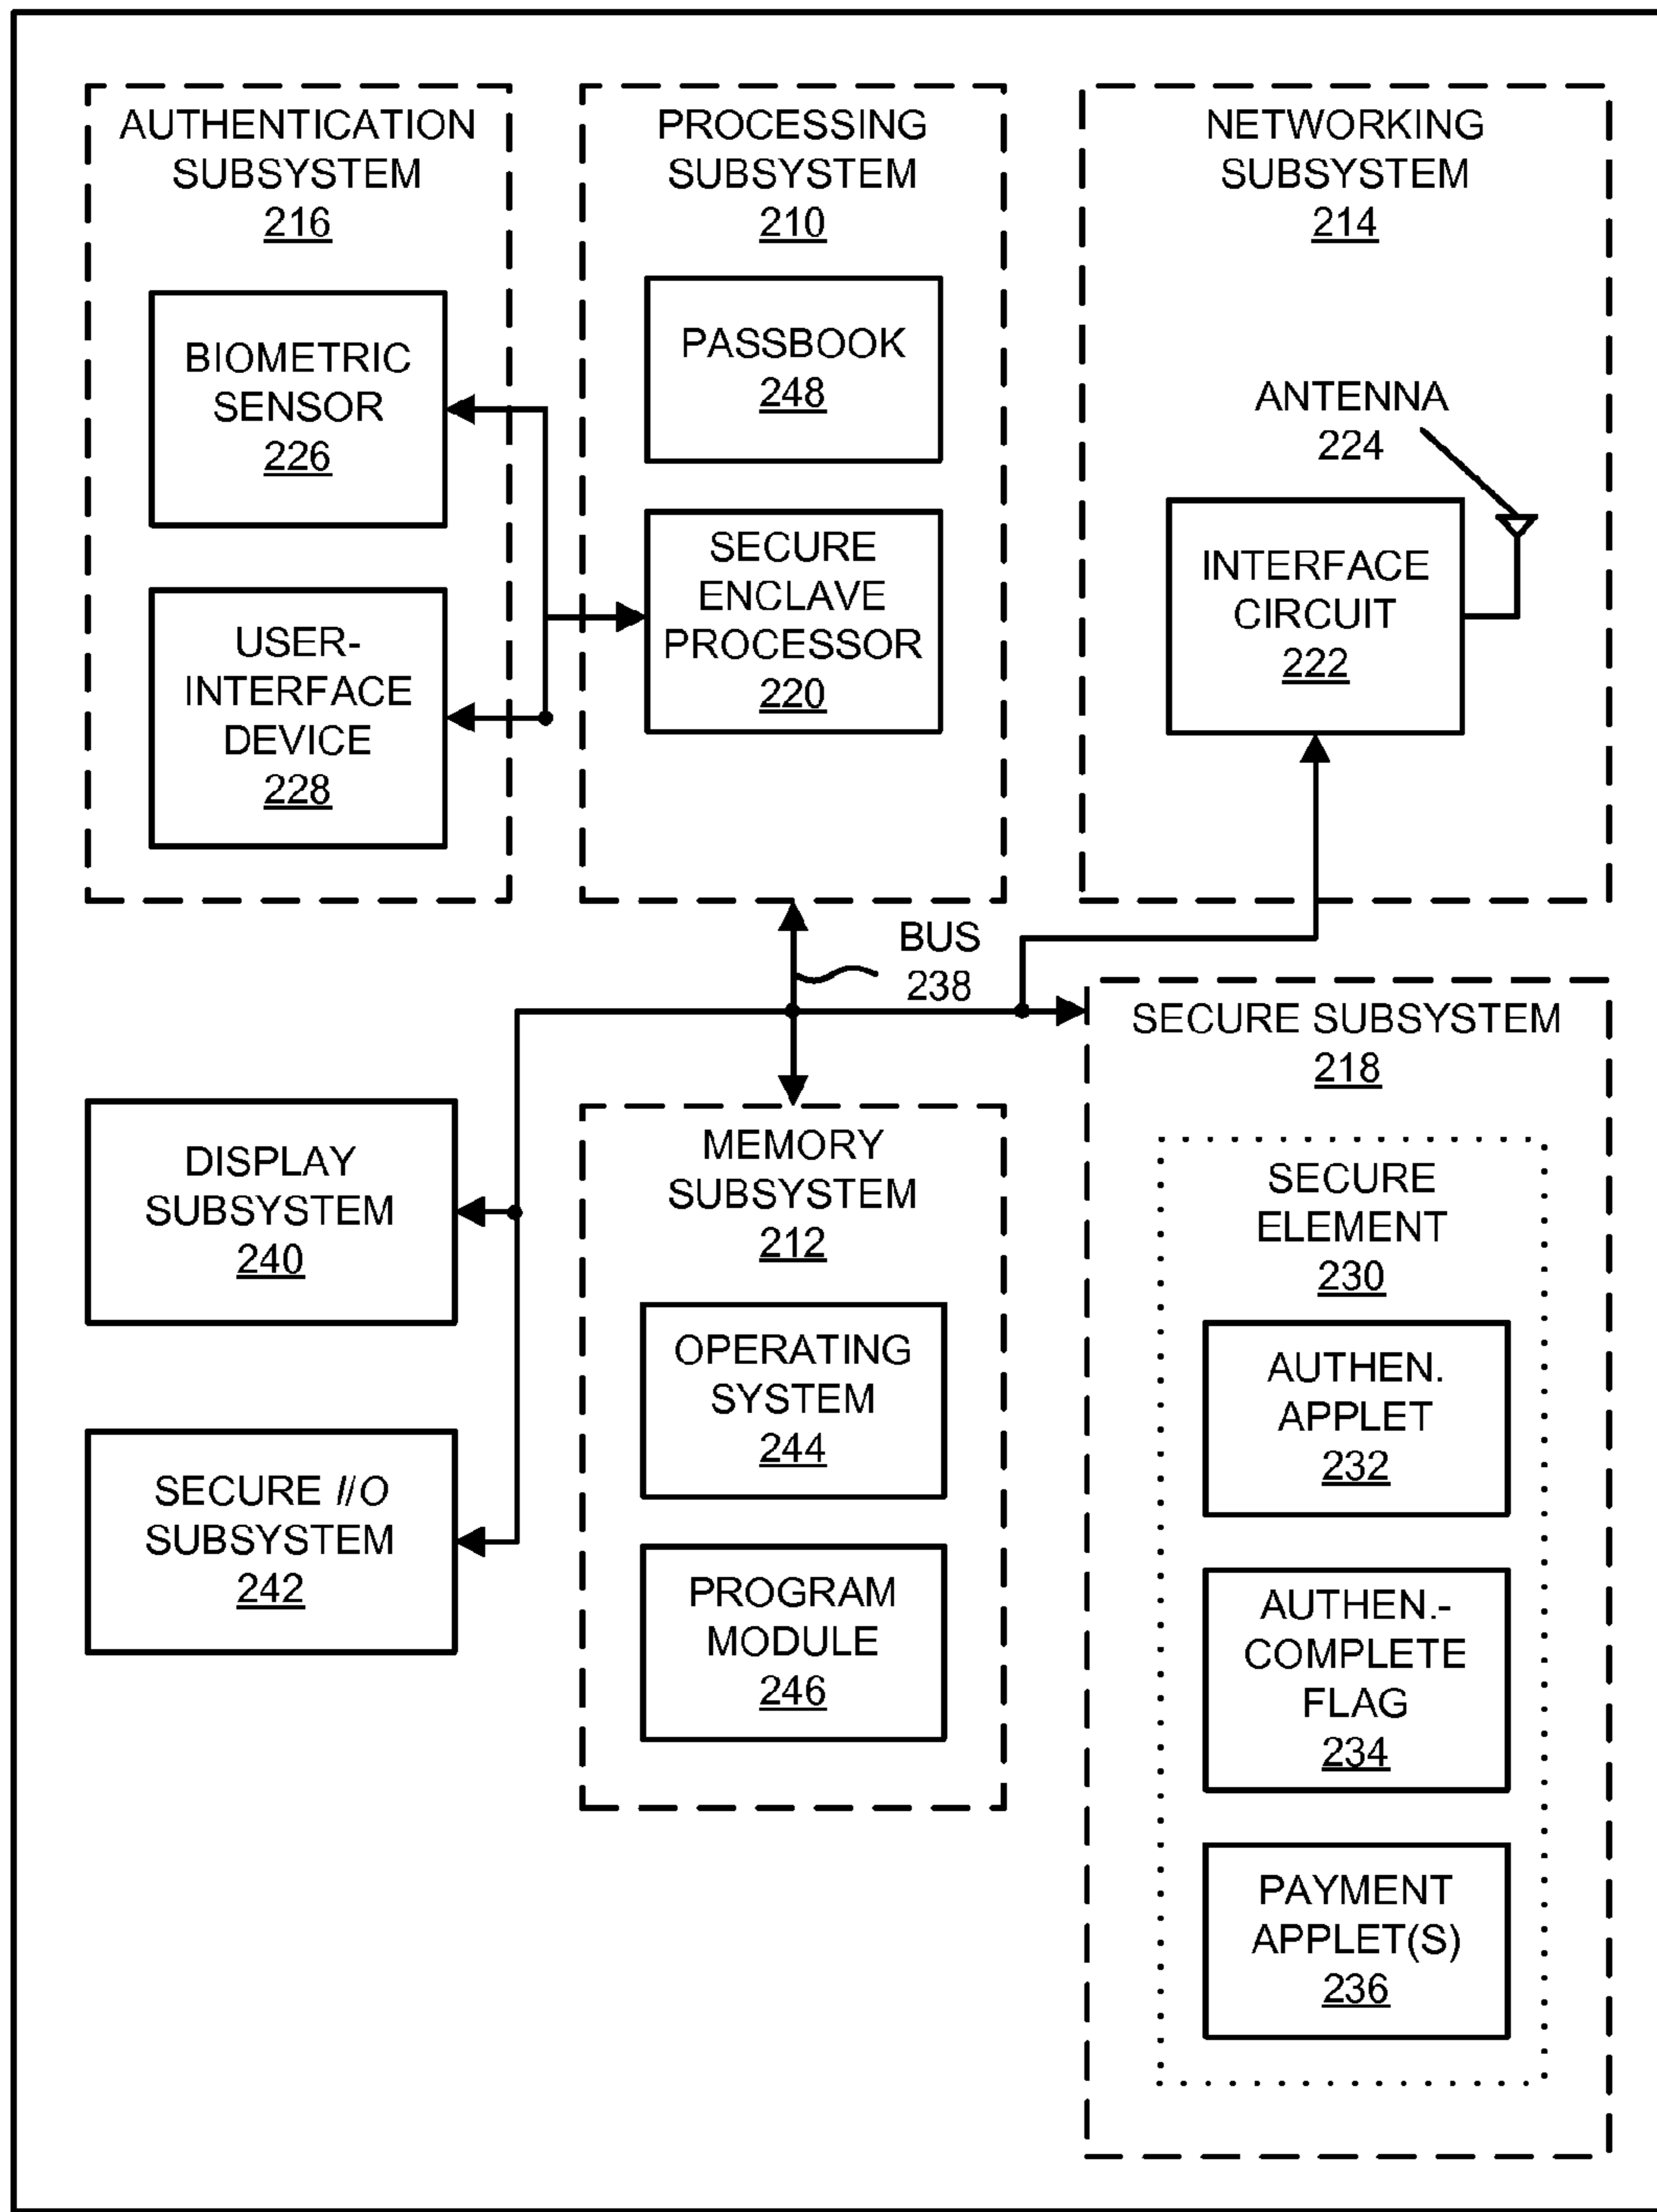 AUTHENTICATION
SUBSYSTEM
216
BIOMETRIC
SENSOR
226
USER-
INTERFACE
DEVICE
228
PROCESSING
SUBSYSTEM
210
PASSBOOK
248
SECURE
ENCLAVE
PROCESSOR
220
NETWORKING
SUBSYSTEM
214
ANTENNA
224
INTERFACE
CIRCUIT
222
BUS
238
DISPLAY
SUBSYSTEM
240
SECURE I/O
SUBSYSTEM
242
MEMORY
SUBSYSTEM
212
OPERATING
SYSTEM
244
PROGRAM
MODULE
246
SECURE SUBSYSTEM
218
SECURE
ELEMENT
230
AUTHEN.
APPLET
232
AUTHEN.-
COMPLETE
FLAG
234
PAYMENT
APPLET(S)
236